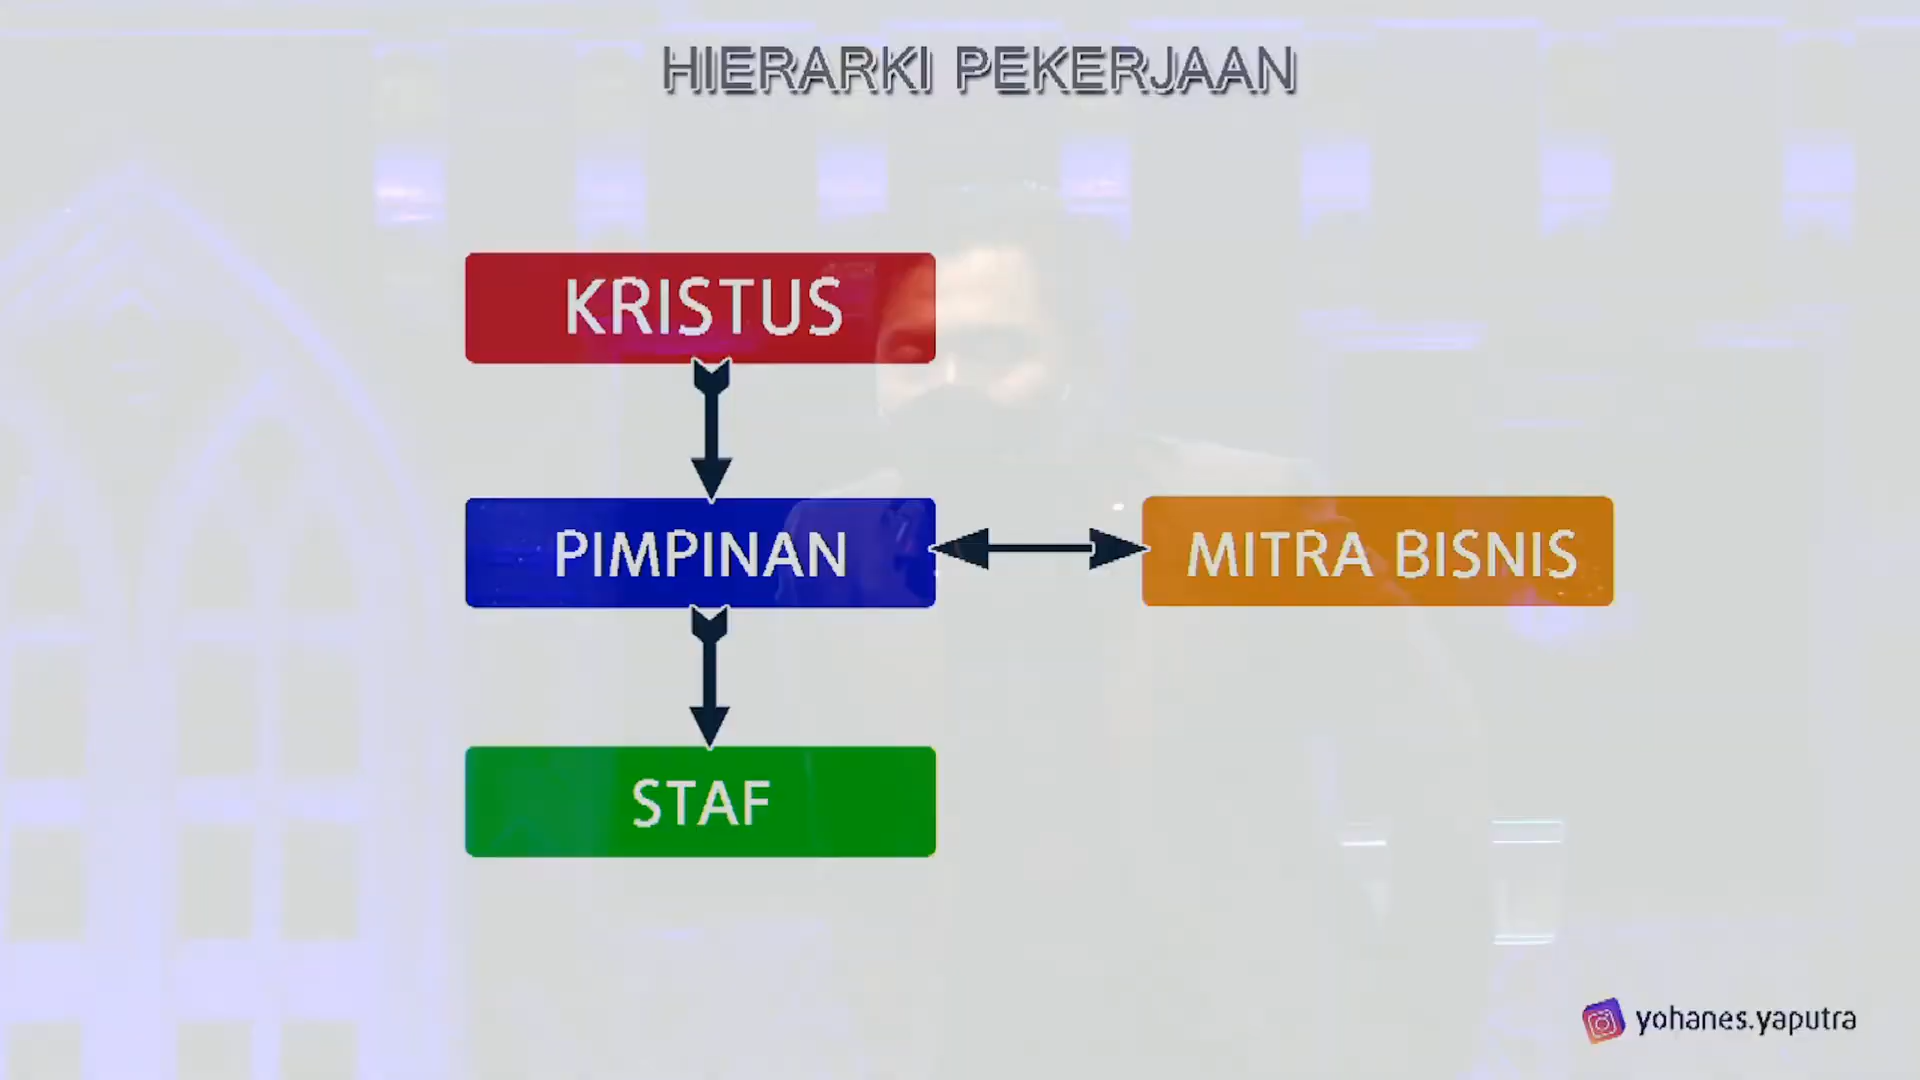 HIERARKI PEKERJAAN
KRISTUS
PIMPINAN
MITRA BISNIS
STAF
yohanes.yaputra